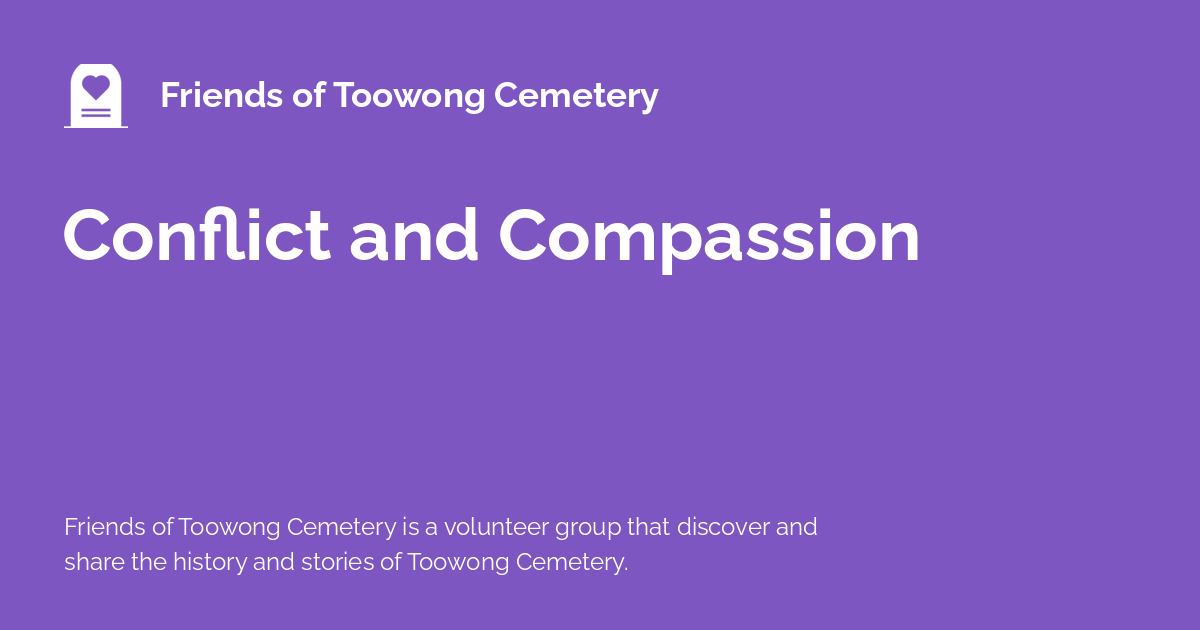 Friends of Toowong Cemetery
Conflict and Compassion
Friends of Toowong Cemetery is a volunteer group that discover and
share the history and stories of Toowong Cemetery.